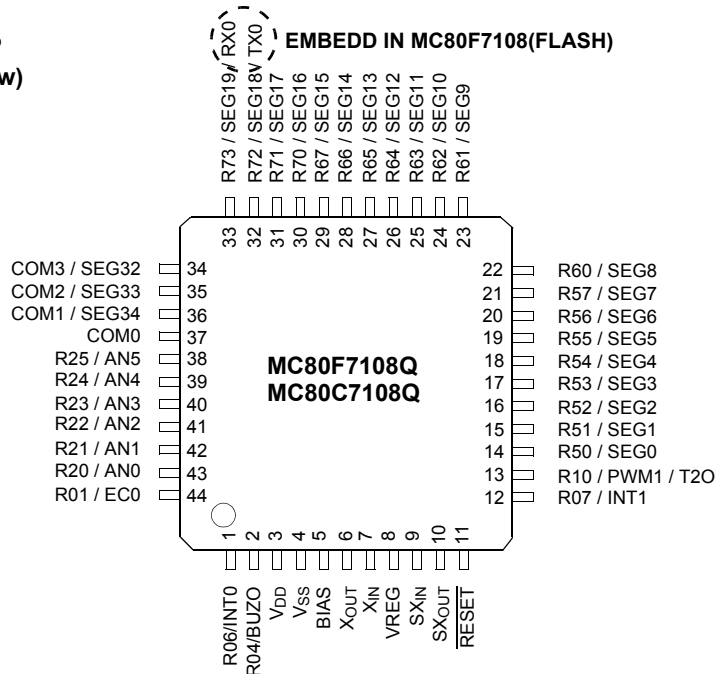 w)
EMBEDD IN MC80F7108(FLASH)
R73 / SEG19 / RX0
R72 / SEG18 / TX0
R71 / SEG17
R70 / SEG16
R67 / SEG15
R66 / SEG14
R65 / SEG13
R64 / SEG12
R63 / SEG11
R62 / SEG10
R61 / SEG9
33 32 31 30 29 28 27 26 25 24 23
COM3 / SEG32 34
COM2 / SEG33 35
COM1 / SEG34 36
COM0 37
R25 / AN5 38
R24 / AN4 39
R23 / AN3 40
R22 / AN2 41
R21 / AN1 42
R20 / AN0 43
R01 / EC0 44
MC80F7108Q
MC80C7108Q
22 R60 / SEG8
21 R57 / SEG7
20 R56 / SEG6
19 R55 / SEG5
18 R54 / SEG4
17 R53 / SEG3
16 R52 / SEG2
15 R51 / SEG1
14 R50 / SEG0
13 R10 / PWM1 / T2O
12 R07 / INT1
1 2 3 4 5 6 7 8 9 10 11
R06/INT0
R04/BUZO
VDD
VSS
BIAS
XOUT
XIN
VREG
SXIN
SXOUT
RESET